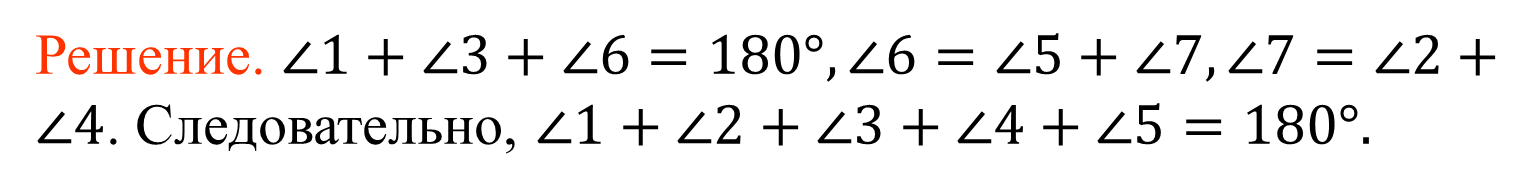 Решение. ∠1 + ∠3 + ∠6 = 180°, ∠6 = ∠5 + ∠7, ∠7 = ∠2 +
∠4. Следовательно, ∠1 + ∠2 + ∠3 + ∠4 + ∠5 = 180°.